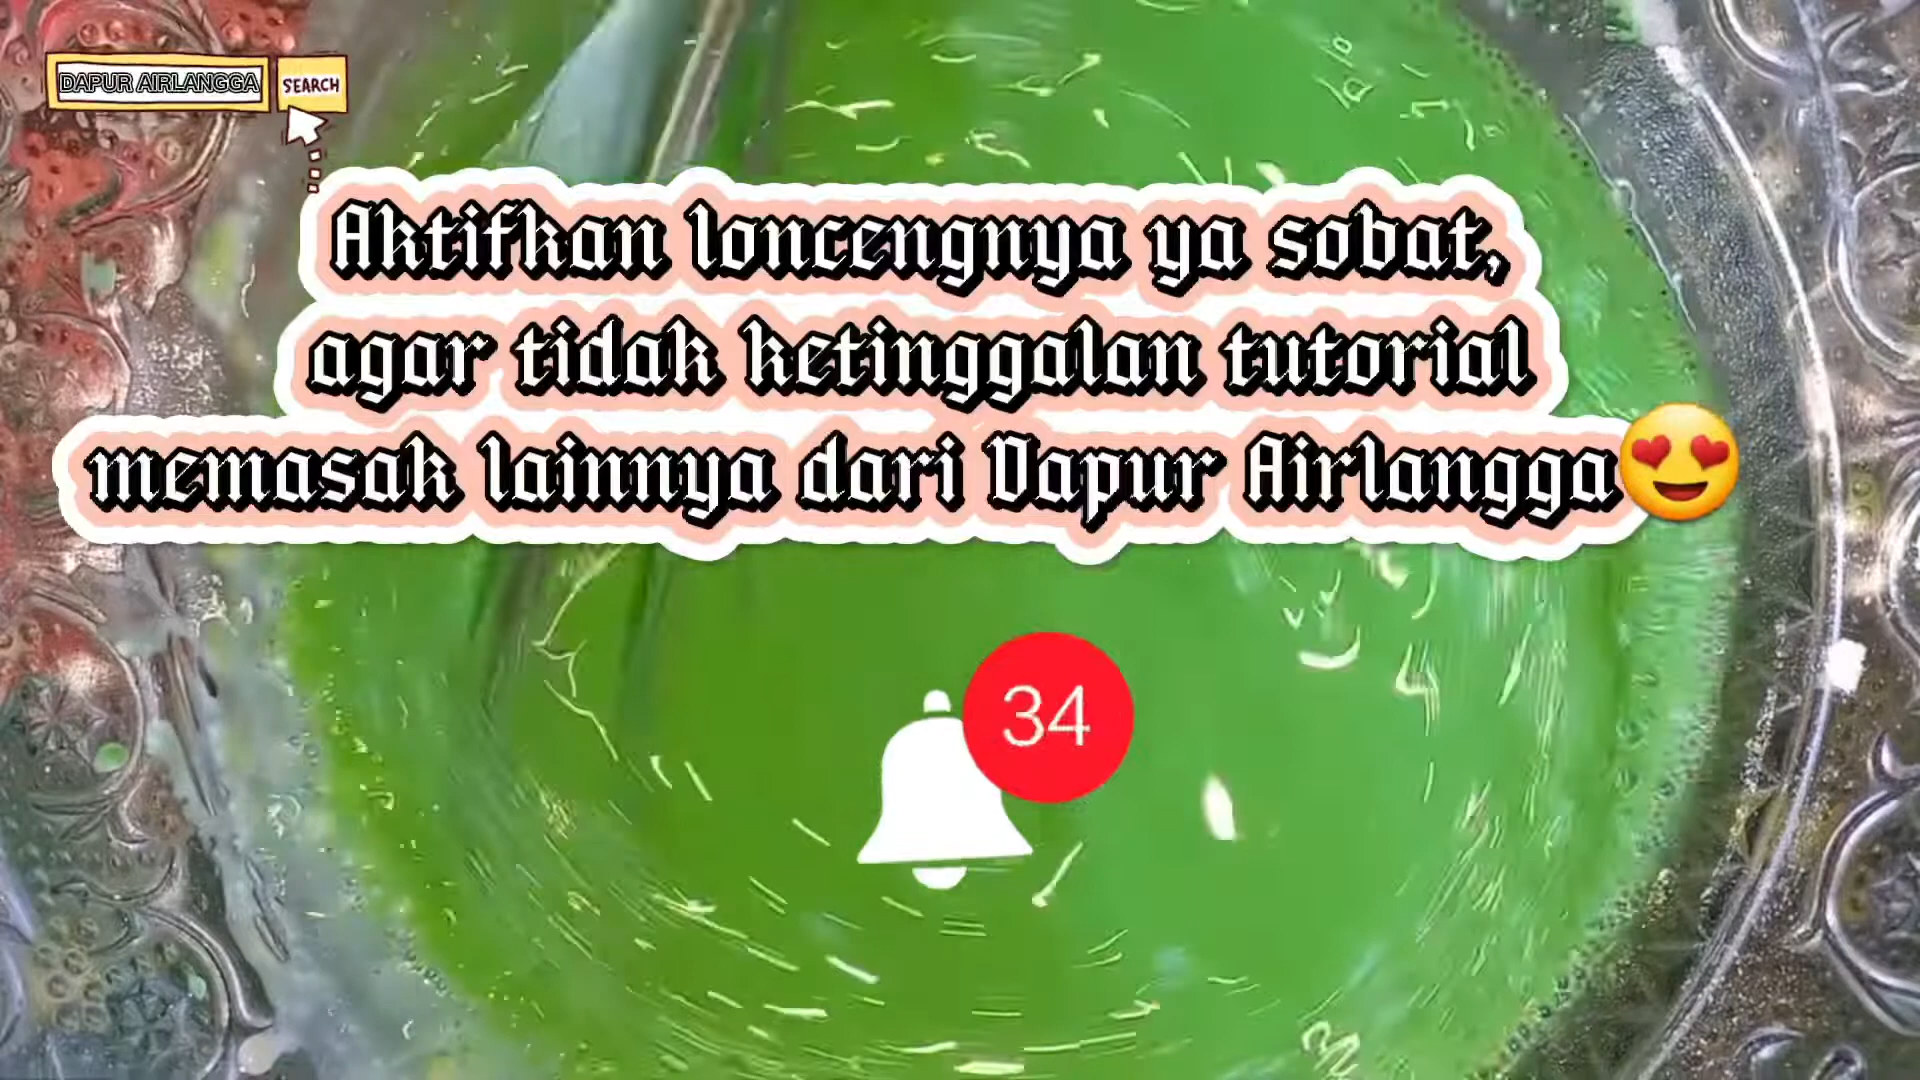 DAPUR AIRLANGGA
SEARCH
Aktifkan loncengnya ya sobat,
agar tidak ketinggalan tutorial
memasak lainnya dari Dapur Airlangga😍
34